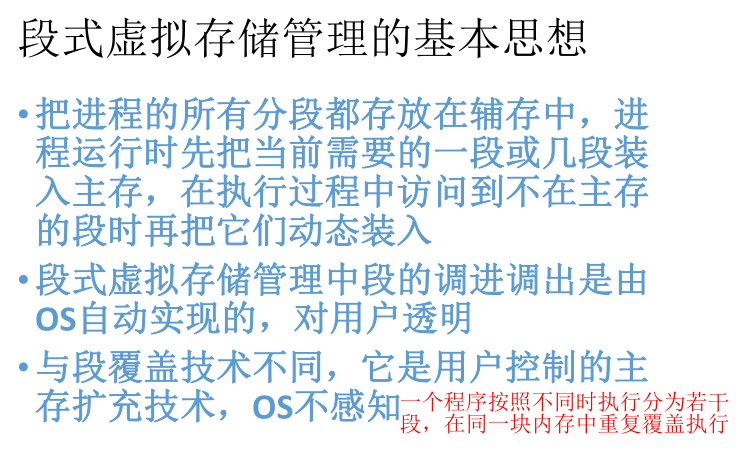 段式虚拟存储管理的基本思想
•把进程的所有分段都存放在辅存中，进
程运行时先把当前需要的一段或几段装
入主存，在执行过程中访问到不在主存
的段时再把它们动态装入
•段式虚拟存储管理中段的调进调出是由
OS自动实现的，对用户透明
•与段覆盖技术不同，它是用户控制的主
存扩充技术，OS不感知
一个程序按照不同时执行分为若干
段，在同一块内存中重复覆盖执行